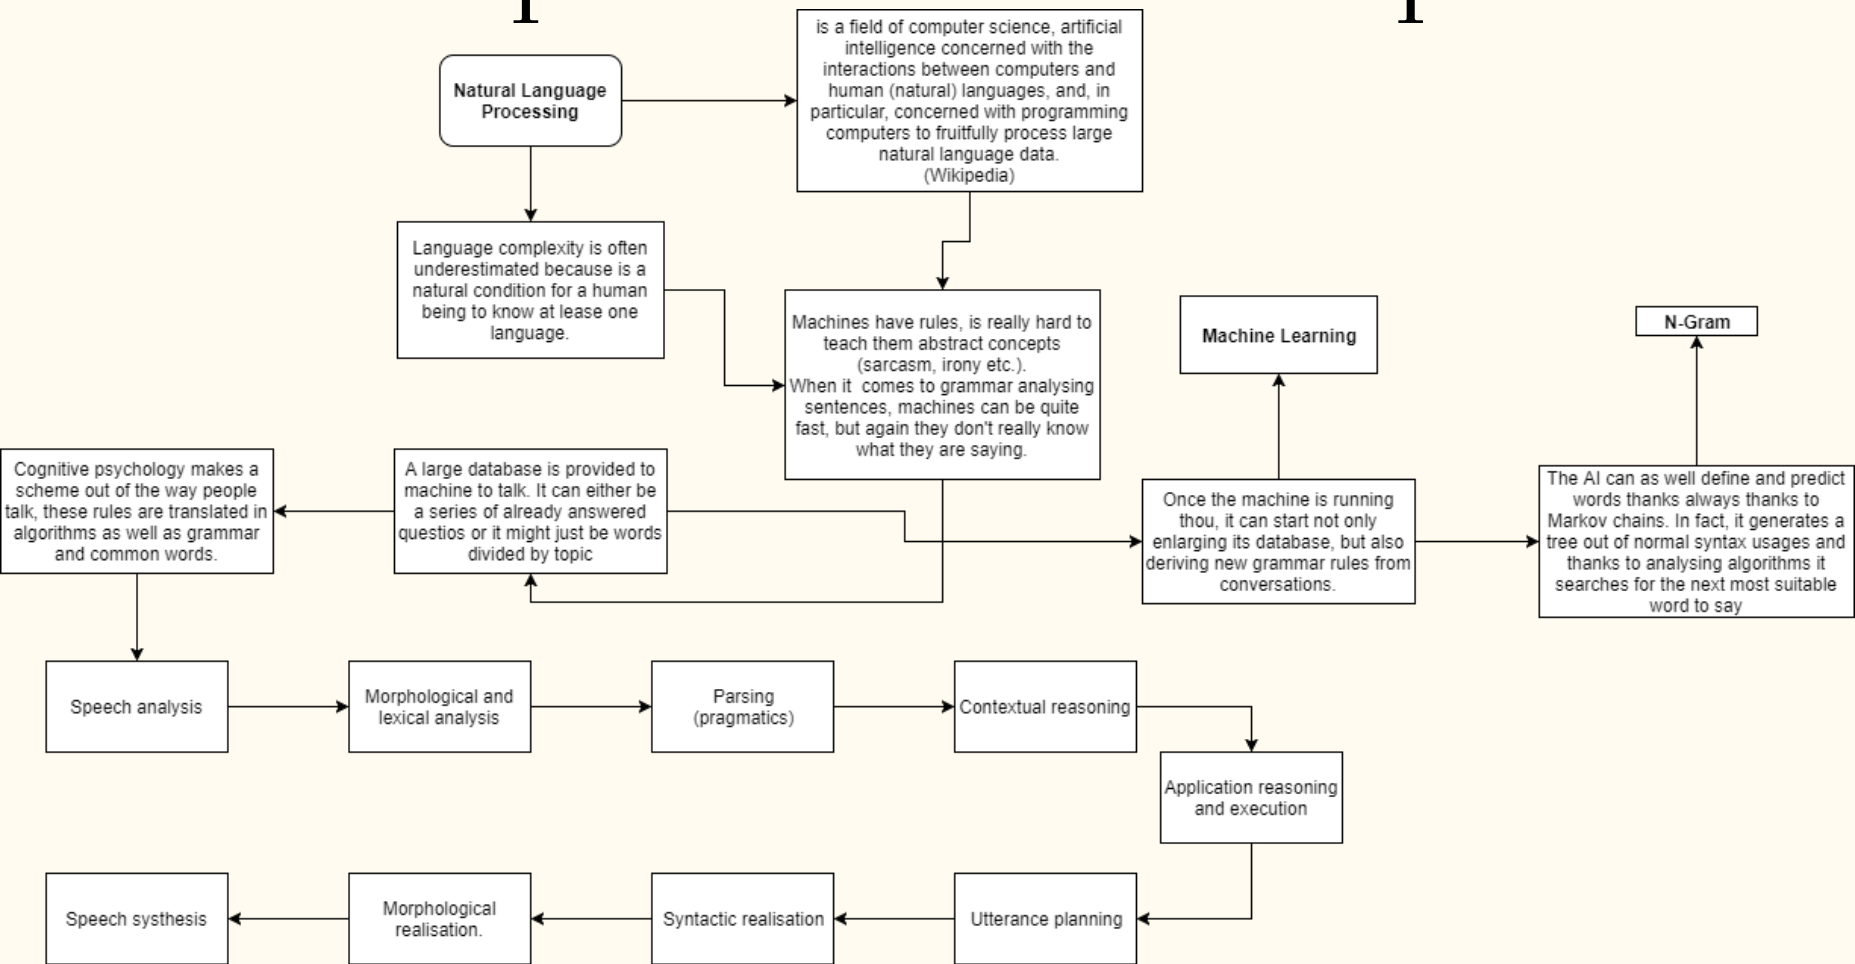 Natural Language
Processing
is a field of computer science, artificial
intelligence concerned with the
interactions between computers and
human (natural) languages, and, in
particular, concerned with programming
computers to fruitfully process large
natural language data.
(Wikipedia)
Language complexity is often
underestimated because is a
natural condition for a human
being to know at lease one
language.
Machines have rules, is really hard to
teach them abstract concepts
(sarcasm, irony etc.).
When it  comes to grammar analysing
sentences, machines can be quite
fast, but again they don't really know
what they are saying.
Machine Learning
N-Gram
Cognitive psychology makes a
scheme out of the way people
talk, these rules are translated in
algorithms as well as grammar
and common words.
A large database is provided to
machine to talk. It can either be
a series of already answered
questios or it might just be words
divided by topic
Once the machine is running
thou, it can start not only
enlarging its database, but also
deriving new grammar rules from
conversations.
The AI can as well define and predict
words thanks always thanks to
Markov chains. In fact, it generates a
tree out of normal syntax usages and
thanks to analysing algorithms it
searches for the next most suitable
word to say
Speech analysis
Morphological and
lexical analysis
Parsing
(pragmatics)
Contextual reasoning
Application reasoning
and execution
Speech systhesis
Morphological
realisation.
Syntactic realisation
Utterance planning